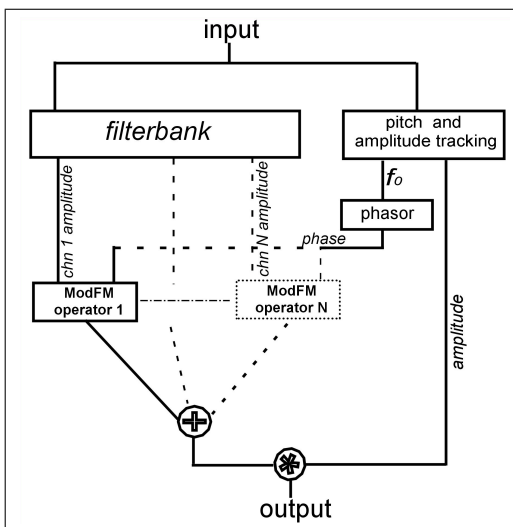 input
filterbank
pitch and
amplitude tracking
fo
phasor
phase
chn 1 amplitude
chn N amplitude
ModFM
operator 1
ModFM
operator N
amplitude
+
*
output